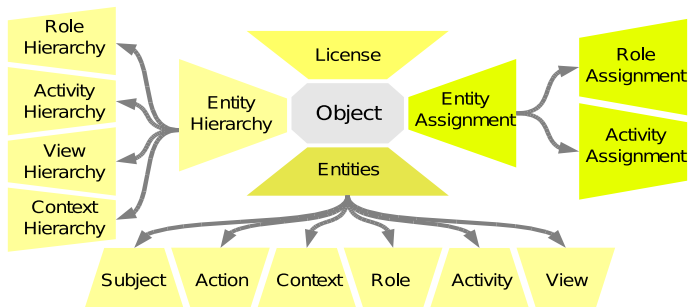 Role
Hierarchy
Activity
Hierarchy
View
Hierarchy
Context
Hierarchy
Entity
Hierarchy
License
Object
Entities
Entity
Assignment
Role
Assignment
Activity
Assignment
Subject
Action
Context
Role
Activity
View